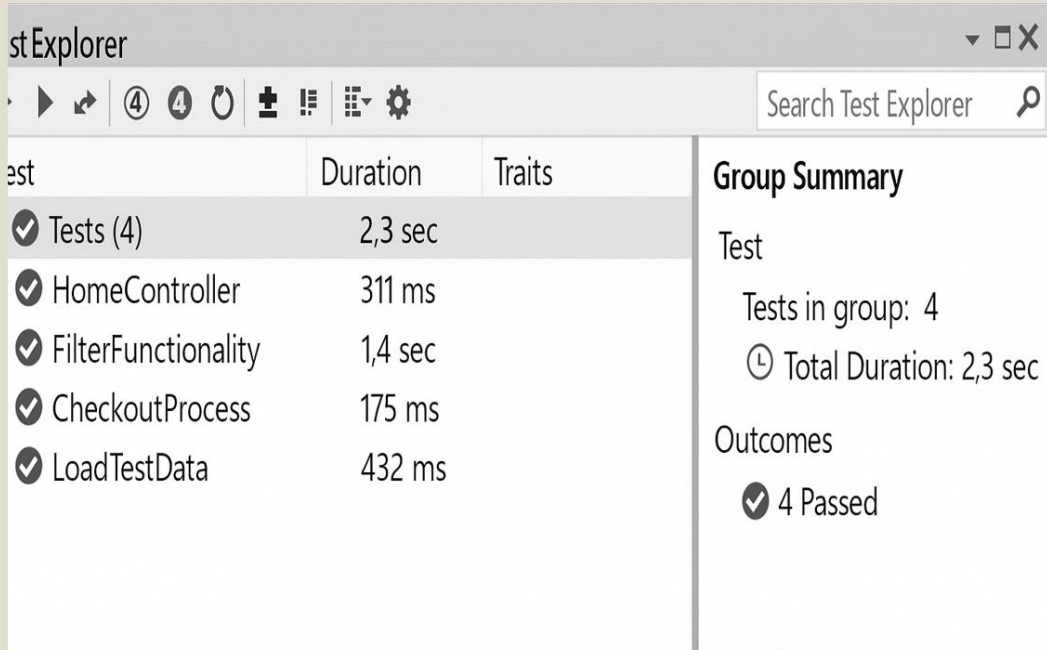 st Explorer
④ ④ Search Test Explorer
est Duration Traits
Tests (4) 2,3 sec
HomeController 311 ms
FilterFunctionality 1,4 sec
CheckoutProcess 175 ms
LoadTestData 432 ms
Group Summary
Test
Tests in group: 4
Total Duration: 2,3 sec
Outcomes
4 Passed